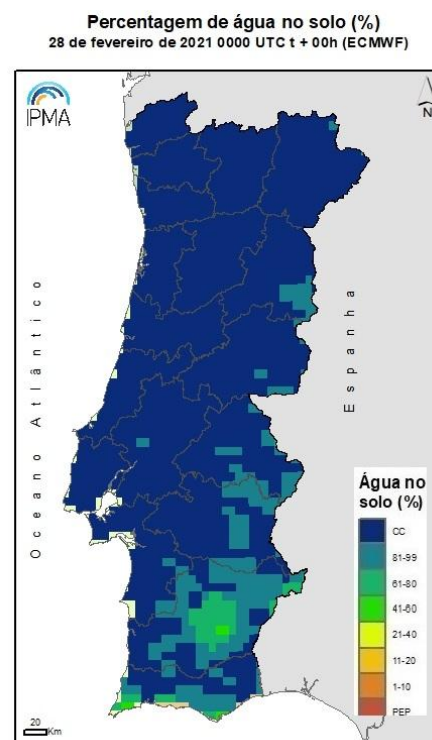 Percentagem de água no solo (%)
28 de fevereiro de 2021 0000 UTC t + 00h (ECMWF)
IPMA
N
Oceano Atlântico
Espanha
Água no
solo (%)
CC
81-99
61-80
41-60
21-40
11-20
1-10
PEP
20
Km